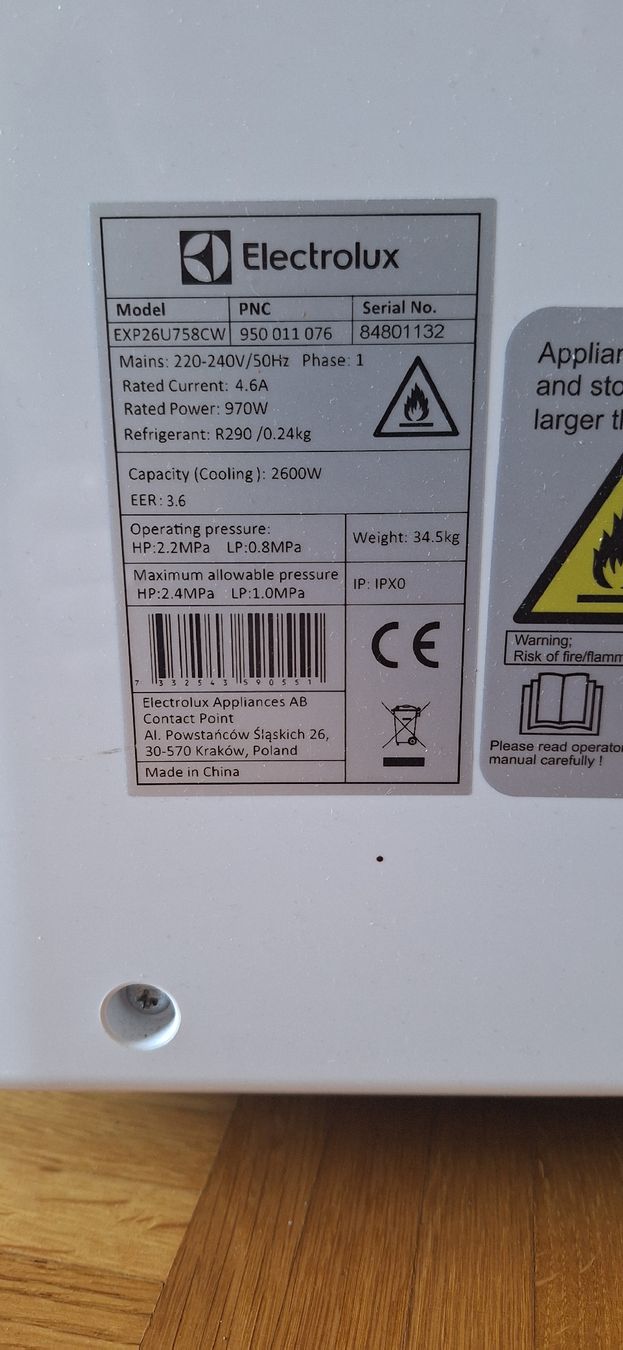 Electrolux
Model PNC Serial No.
EXP26U758CW 950 011 076 84801132
Mains: 220-240V/50Hz Phase: 1
Rated Current: 4.6A
Rated Power: 970W
Refrigerant: R290 /0.24kg
Capacity (Cooling): 2600W
EER: 3.6
Operating pressure:
HP:2.2MPa LP:0.8MPa
Weight: 34.5kg
Maximum allowable pressure
HP:2.4MPa LP:1.0MPa
IP: IPX0
7 332543 590551
CE
Electrolux Appliances AB
Contact Point
Al. Powstańców Śląskich 26,
30-570 Kraków, Poland
Made in China
and
larger
Warning;
Risk of fire/flamm
Please read operator
manual carefully !